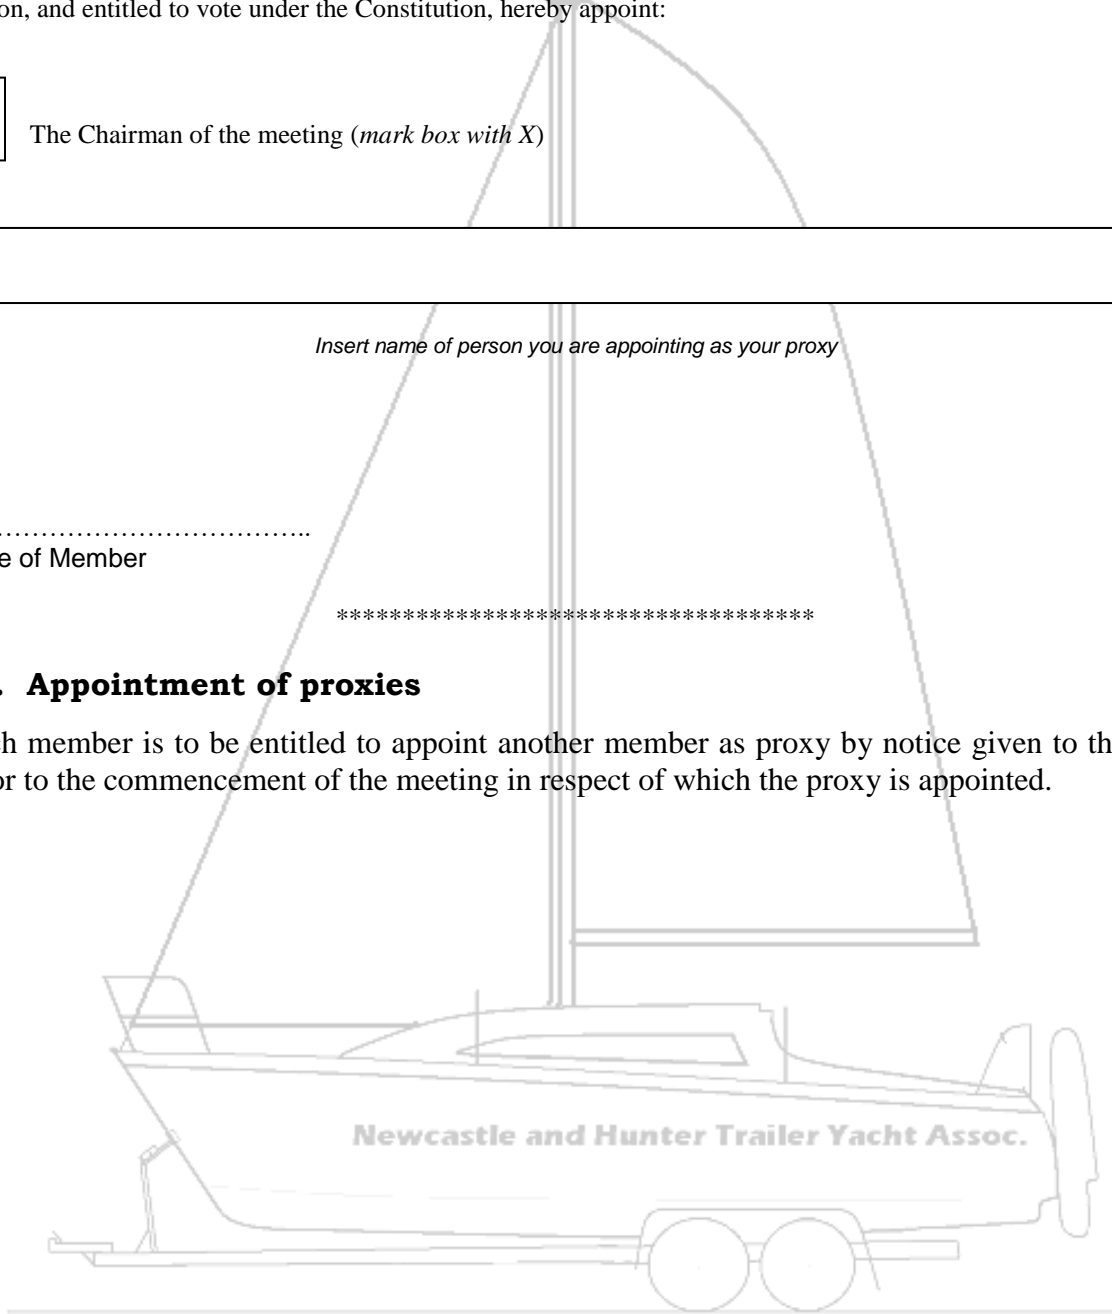 on, and entitled to vote under the Constitution, hereby appoint:
The Chairman of the meeting (mark box with X)
Insert name of person you are appointing as your proxy
……………………………………..
e of Member
************************************
. Appointment of proxies
ch member is to be entitled to appoint another member as proxy by notice given to th
or to the commencement of the meeting in respect of which the proxy is appointed.
Newcastle and Hunter Trailer Yacht Assoc.